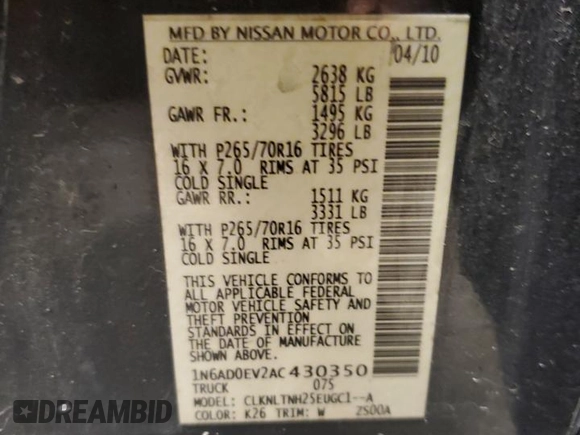 MFD BY NISSAN MOTOR CO., LTD.
DATE: 04/10
GVWR: 2638 KG
5815 LB
GAWR FR.: 1495 KG
3296 LB
WITH P265/70R16 TIRES
16 X 7.0 RIMS AT 35 PSI
COLD SINGLE
GAWR RR.: 1511 KG
3331 LB
WITH P265/70R16 TIRES
16 X 7.0 RIMS AT 35 PSI
COLD SINGLE
THIS VEHICLE CONFORMS TO
ALL APPLICABLE FEDERAL
MOTOR VEHICLE SAFETY AND
THEFT PREVENTION
STANDARDS IN EFFECT ON
THE DATE OF MANUFACTURE
SHOWN ABOVE.
1N6AD0EV2AC430350
TRUCK 075
MODEL: CLKNLTNH25EUGC1--A
COLOR: K26 TRIM: W 2S00A
© BIDFAX